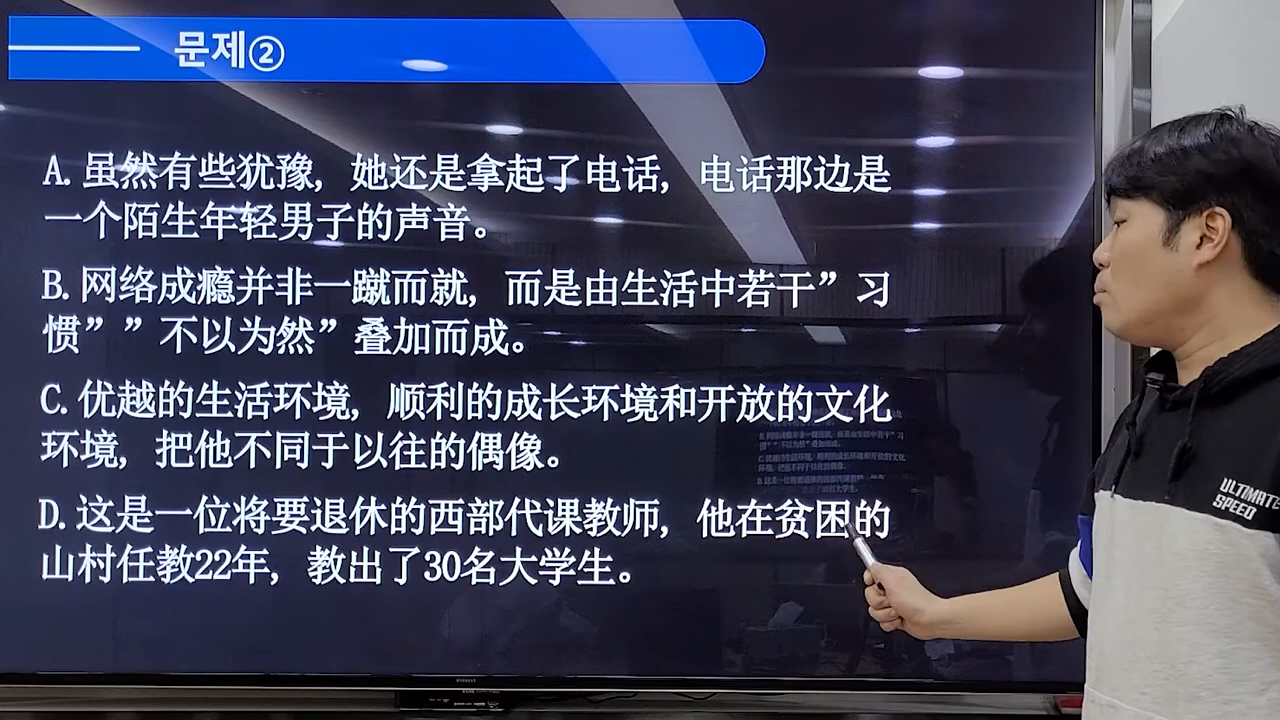 문제②
A. 虽然有些犹豫, 她还是拿起了电话, 电话那边是
一个陌生年轻男子的声音。
B. 网络成瘾并非一蹴而就, 而是由生活中若干”习
惯””不以为然”叠加而成。
C. 优越的生活环境, 顺利的成长环境和开放的文化
环境, 把他不同于以往的偶像。
D. 这是一位将要退休的西部代课教师, 他在贫困的
山村任教22年, 教出了30名大学生。
ULTIMATE
SPEED